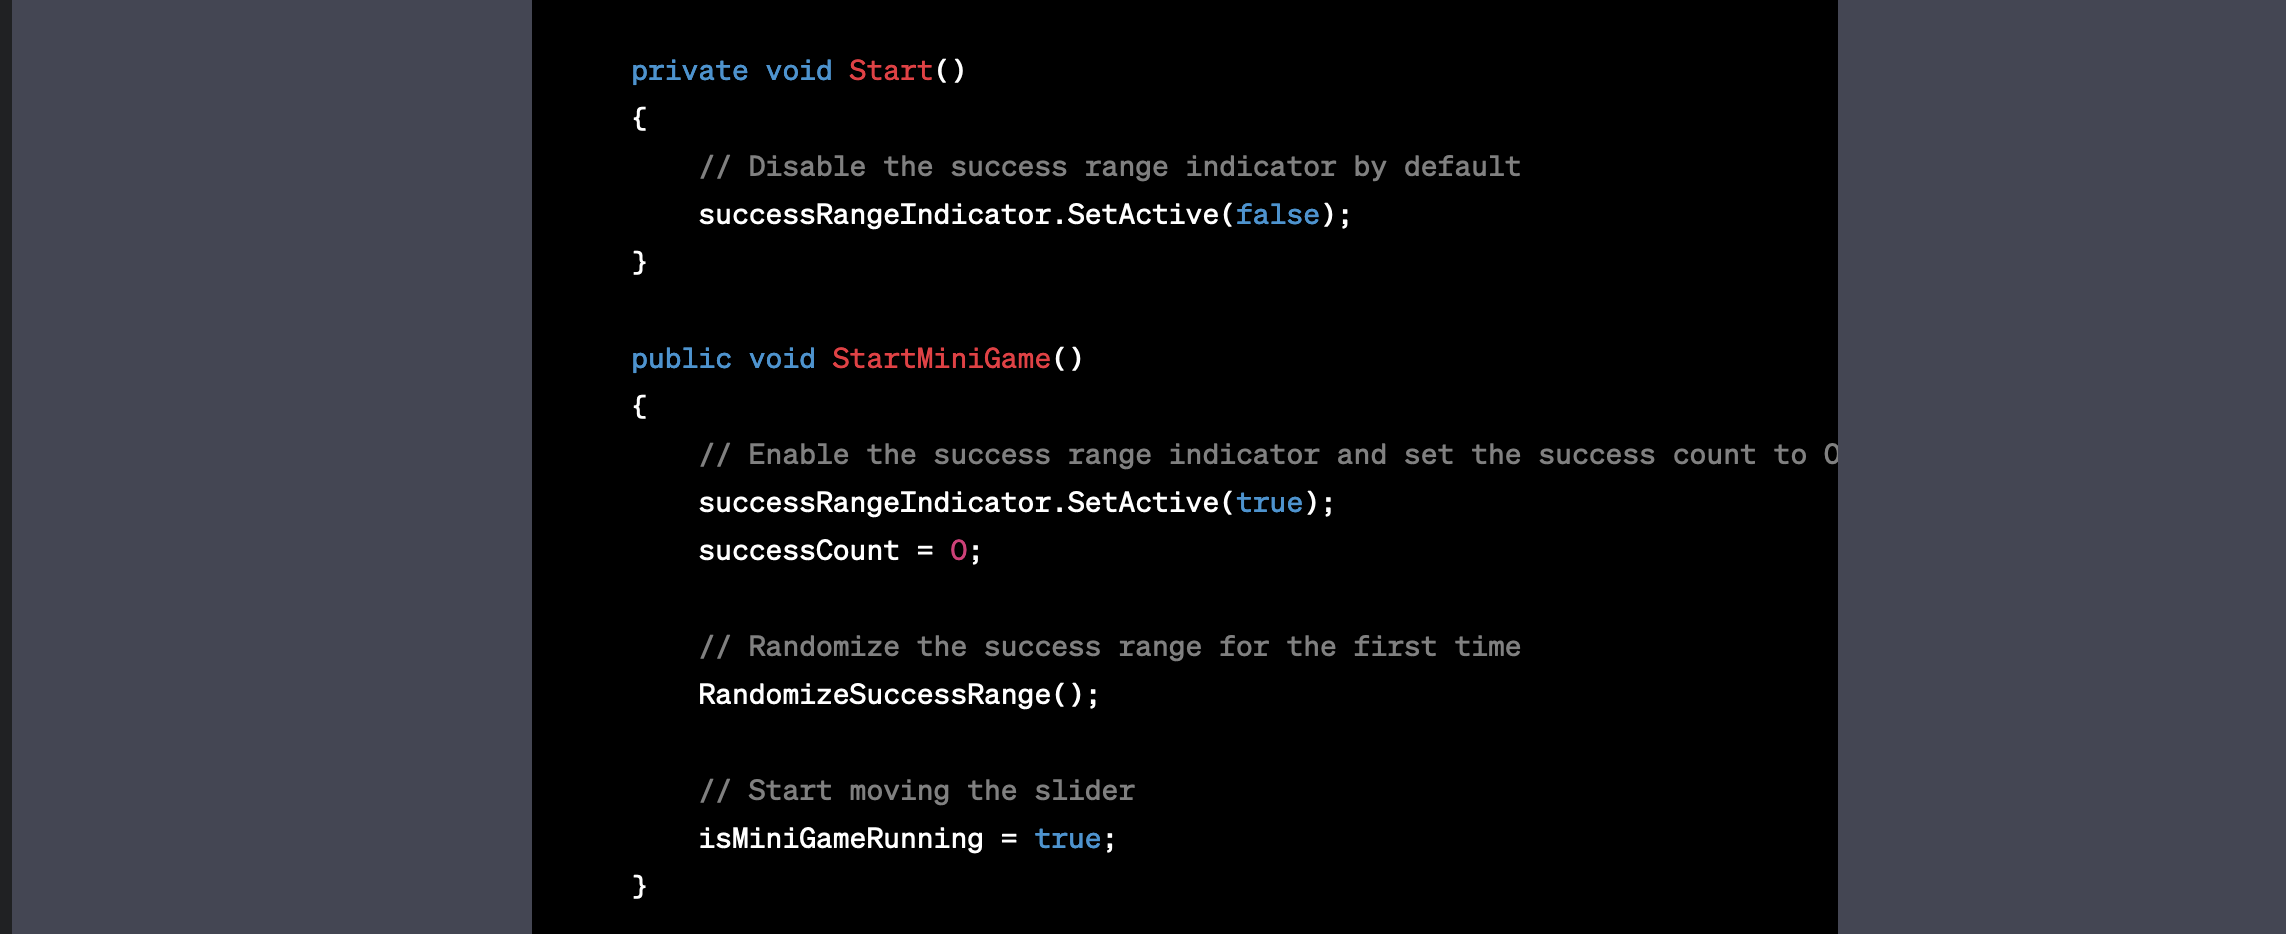 private void Start()
{
// Disable the success range indicator by default
successRangeIndicator.SetActive(false);
}
public void StartMiniGame()
{
// Enable the success range indicator and set the success count to 0
successRangeIndicator.SetActive(true);
successCount = 0;
// Randomize the success range for the first time
RandomizeSuccessRange();
// Start moving the slider
isMiniGameRunning = true;
}